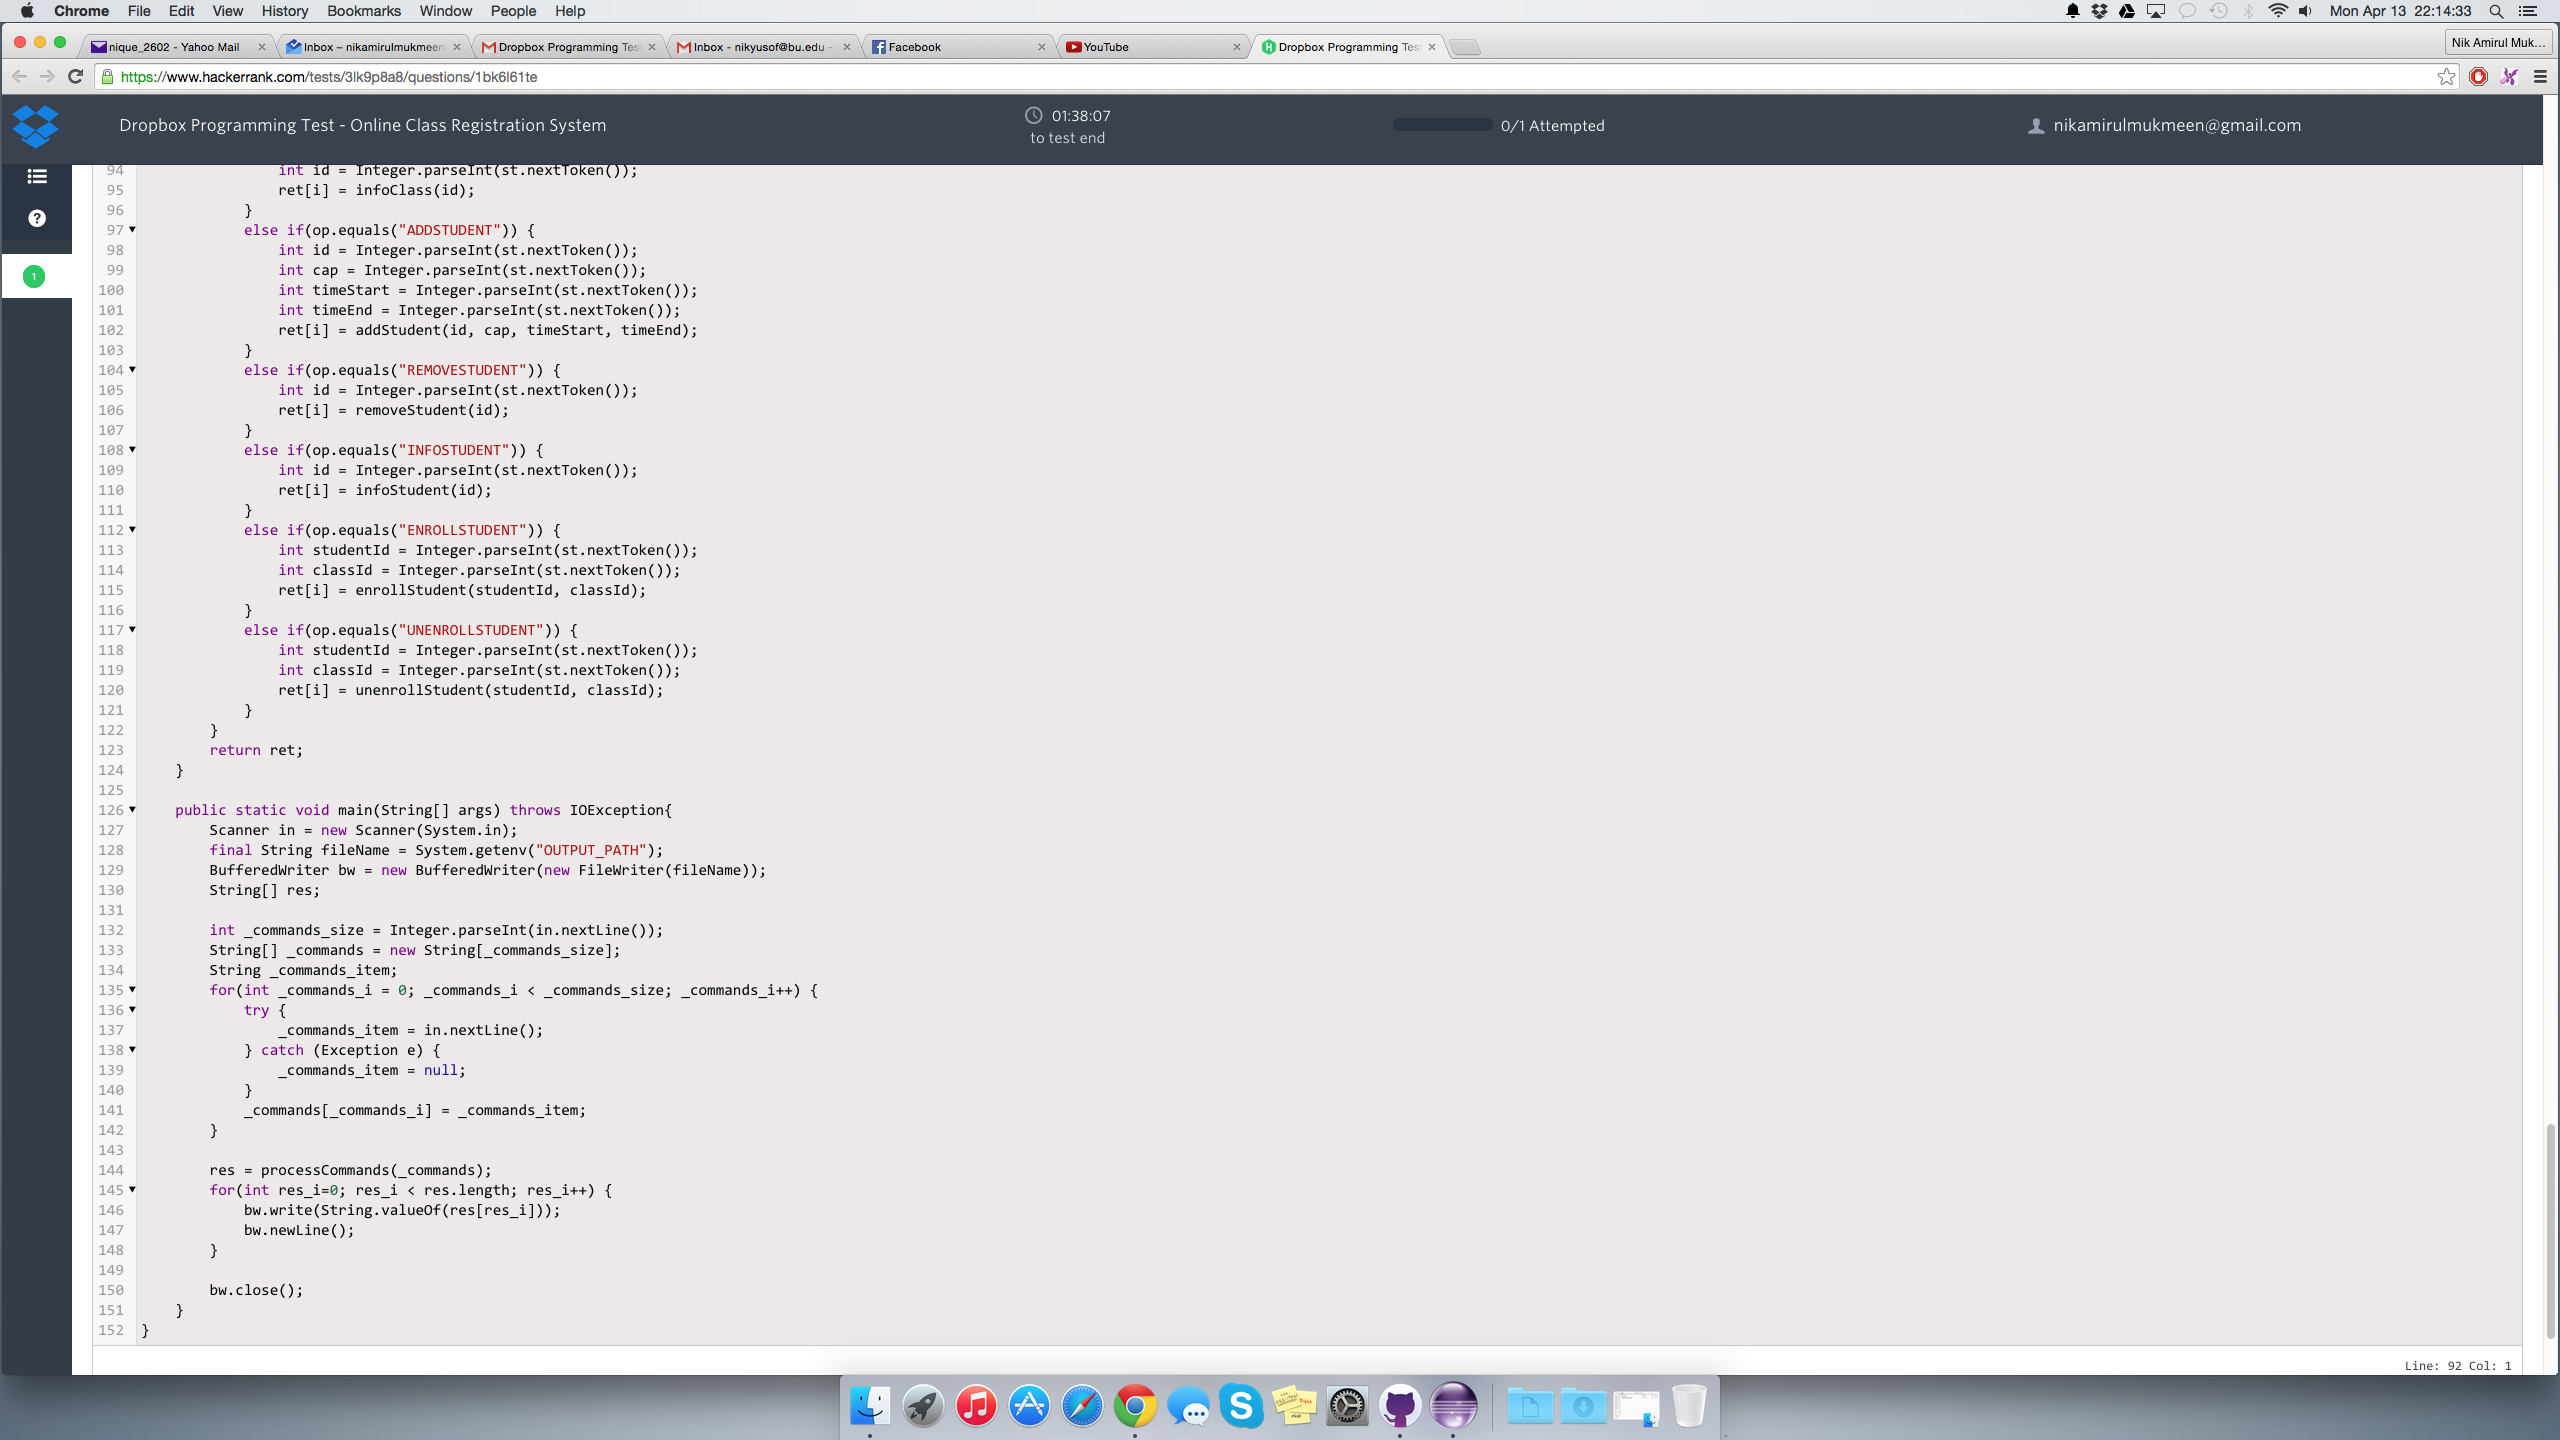 Chrome File Edit View History Bookmarks Window People Help Mon Apr 13 22:14:33
nique_2602 - Yahoo Mail Inbox – nikamirulmukmeen Dropbox Programming Tes Inbox - nikyusof@bu.edu - Facebook YouTube Dropbox Programming Tes Nik Amirul Muk...
https://www.hackerrank.com/tests/3lk9p8a8/questions/1bk6l61te
Dropbox Programming Test - Online Class Registration System 01:38:07 0/1 Attempted nikamirulmukmeen@gmail.com
to test end
1
94 int id = Integer.parseInt(st.nextToken());
95 ret[i] = infoClass(id);
96 }
97 else if(op.equals("ADDSTUDENT")) {
98 int id = Integer.parseInt(st.nextToken());
99 int cap = Integer.parseInt(st.nextToken());
100 int timeStart = Integer.parseInt(st.nextToken());
101 int timeEnd = Integer.parseInt(st.nextToken());
102 ret[i] = addStudent(id, cap, timeStart, timeEnd);
103 }
104 else if(op.equals("REMOVESTUDENT")) {
105 int id = Integer.parseInt(st.nextToken());
106 ret[i] = removeStudent(id);
107 }
108 else if(op.equals("INFOSTUDENT")) {
109 int id = Integer.parseInt(st.nextToken());
110 ret[i] = infoStudent(id);
111 }
112 else if(op.equals("ENROLLSTUDENT")) {
113 int studentId = Integer.parseInt(st.nextToken());
114 int classId = Integer.parseInt(st.nextToken());
115 ret[i] = enrollStudent(studentId, classId);
116 }
117 else if(op.equals("UNENROLLSTUDENT")) {
118 int studentId = Integer.parseInt(st.nextToken());
119 int classId = Integer.parseInt(st.nextToken());
120 ret[i] = unenrollStudent(studentId, classId);
121 }
122 }
123 return ret;
124 }
125
126 public static void main(String[] args) throws IOException{
127 Scanner in = new Scanner(System.in);
128 final String fileName = System.getenv("OUTPUT_PATH");
129 BufferedWriter bw = new BufferedWriter(new FileWriter(fileName));
130 String[] res;
131
132 int _commands_size = Integer.parseInt(in.nextLine());
133 String[] _commands = new String[_commands_size];
134 String _commands_item;
135 for(int _commands_i = 0; _commands_i < _commands_size; _commands_i++) {
136 try {
137 _commands_item = in.nextLine();
138 } catch (Exception e) {
139 _commands_item = null;
140 }
141 _commands[_commands_i] = _commands_item;
142 }
143
144 res = processCommands(_commands);
145 for(int res_i=0; res_i < res.length; res_i++) {
146 bw.write(String.valueOf(res[res_i]));
147 bw.newLine();
148 }
149
150 bw.close();
151 }
152 }
Line: 92 Col: 1